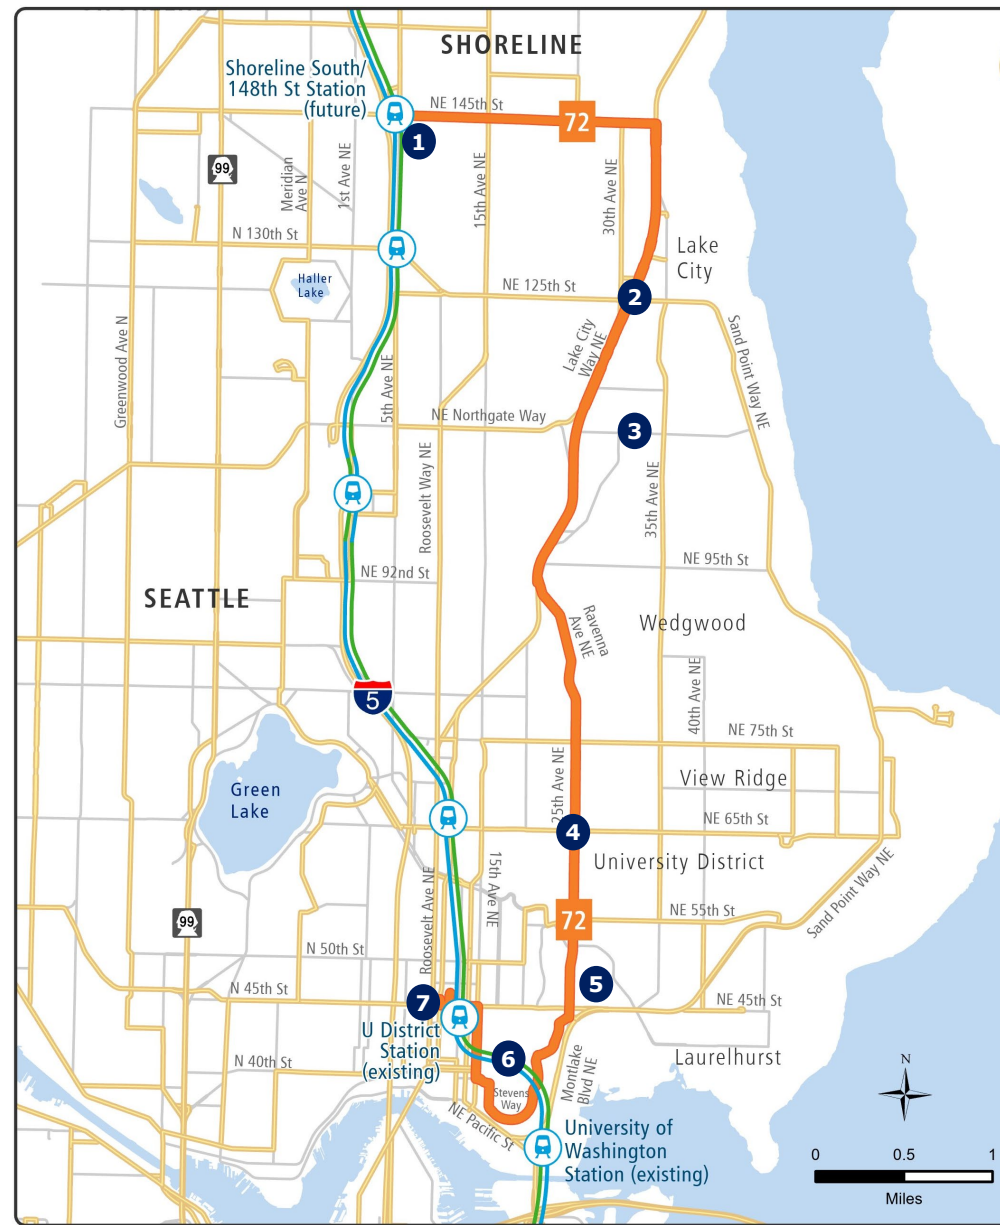 SHORELINE
Shoreline South/
148th St Station
(future)
NE 145th St
72
1
99
Meridian
Ave N
1st Ave NE
15th Ave NE
30th Ave NE
N 130th St
Lake
City
Haller
Lake
NE 125th St
2
Greenwood Ave N
5th Ave NE
Lake City
Way NE
Sand Point Way NE
NE Northgate Way
3
Roosevelt Way NE
35th Ave NE
NE 92nd St
NE 95th St
SEATTLE
Ravenna
Ave NE
Wedgwood
5
40th Ave NE
NE 75th St
25th Ave NE
View Ridge
Green
Lake
NE 65th St
4
University District
15th Ave NE
Roosevelt Ave NE
Sand Point Way NE
99
72
NE 55th St
N 50th St
5
N 45th St
7
NE 45th St
U District
Station
(existing)
6
Laurelhurst
N 40th St
Montlake
Blvd NE
Stevens
Way
NE Pacific St
University of
Washington
Station (existing)
N
0
0.5
1
Miles